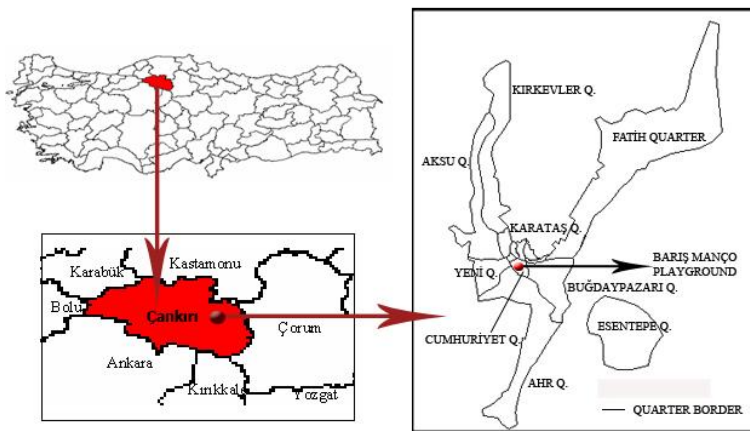 Karabük
Kastamonu
Bolu
Çankırı
Çorum
Ankara
Kırıkkale
Yozgat
KIRKEVLER Q.
FATİH QUARTER
AKSU Q.
KARATAŞ Q.
BARIŞ MANÇO
PLAYGROUND
YENİ Q.
BUĞDAYPAZARI Q.
ESENTEPE Q.
CUMHURİYET Q.
AHR Q.
QUARTER BORDER